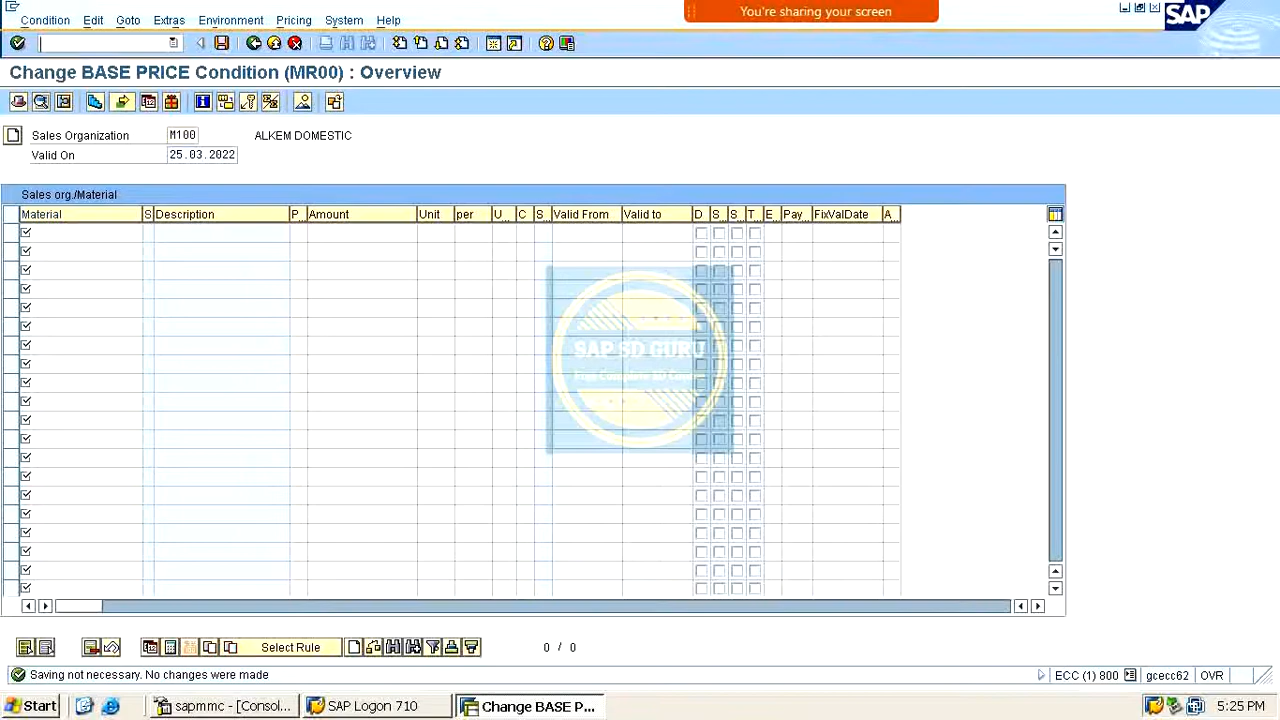 You're sharing your screen
Condition Edit Goto Extras Environment Pricing System Help
SAP
Change BASE PRICE Condition (MR00) : Overview
Sales Organization M100 ALKEM DOMESTIC
Valid On 25.03.2022
Sales org./Material
Material S Description P.. Amount Unit per U.. C S.. Valid From Valid to D S.. S.. T.. E Pay.. FixValDate A..
SAP SD GURU
Select Rule 0 / 0
Saving not necessary. No changes were made ECC (1) 800 gcecc62 OVR
Start sapmmc - [Consol... SAP Logon 710 Change BASE P... 5:25 PM